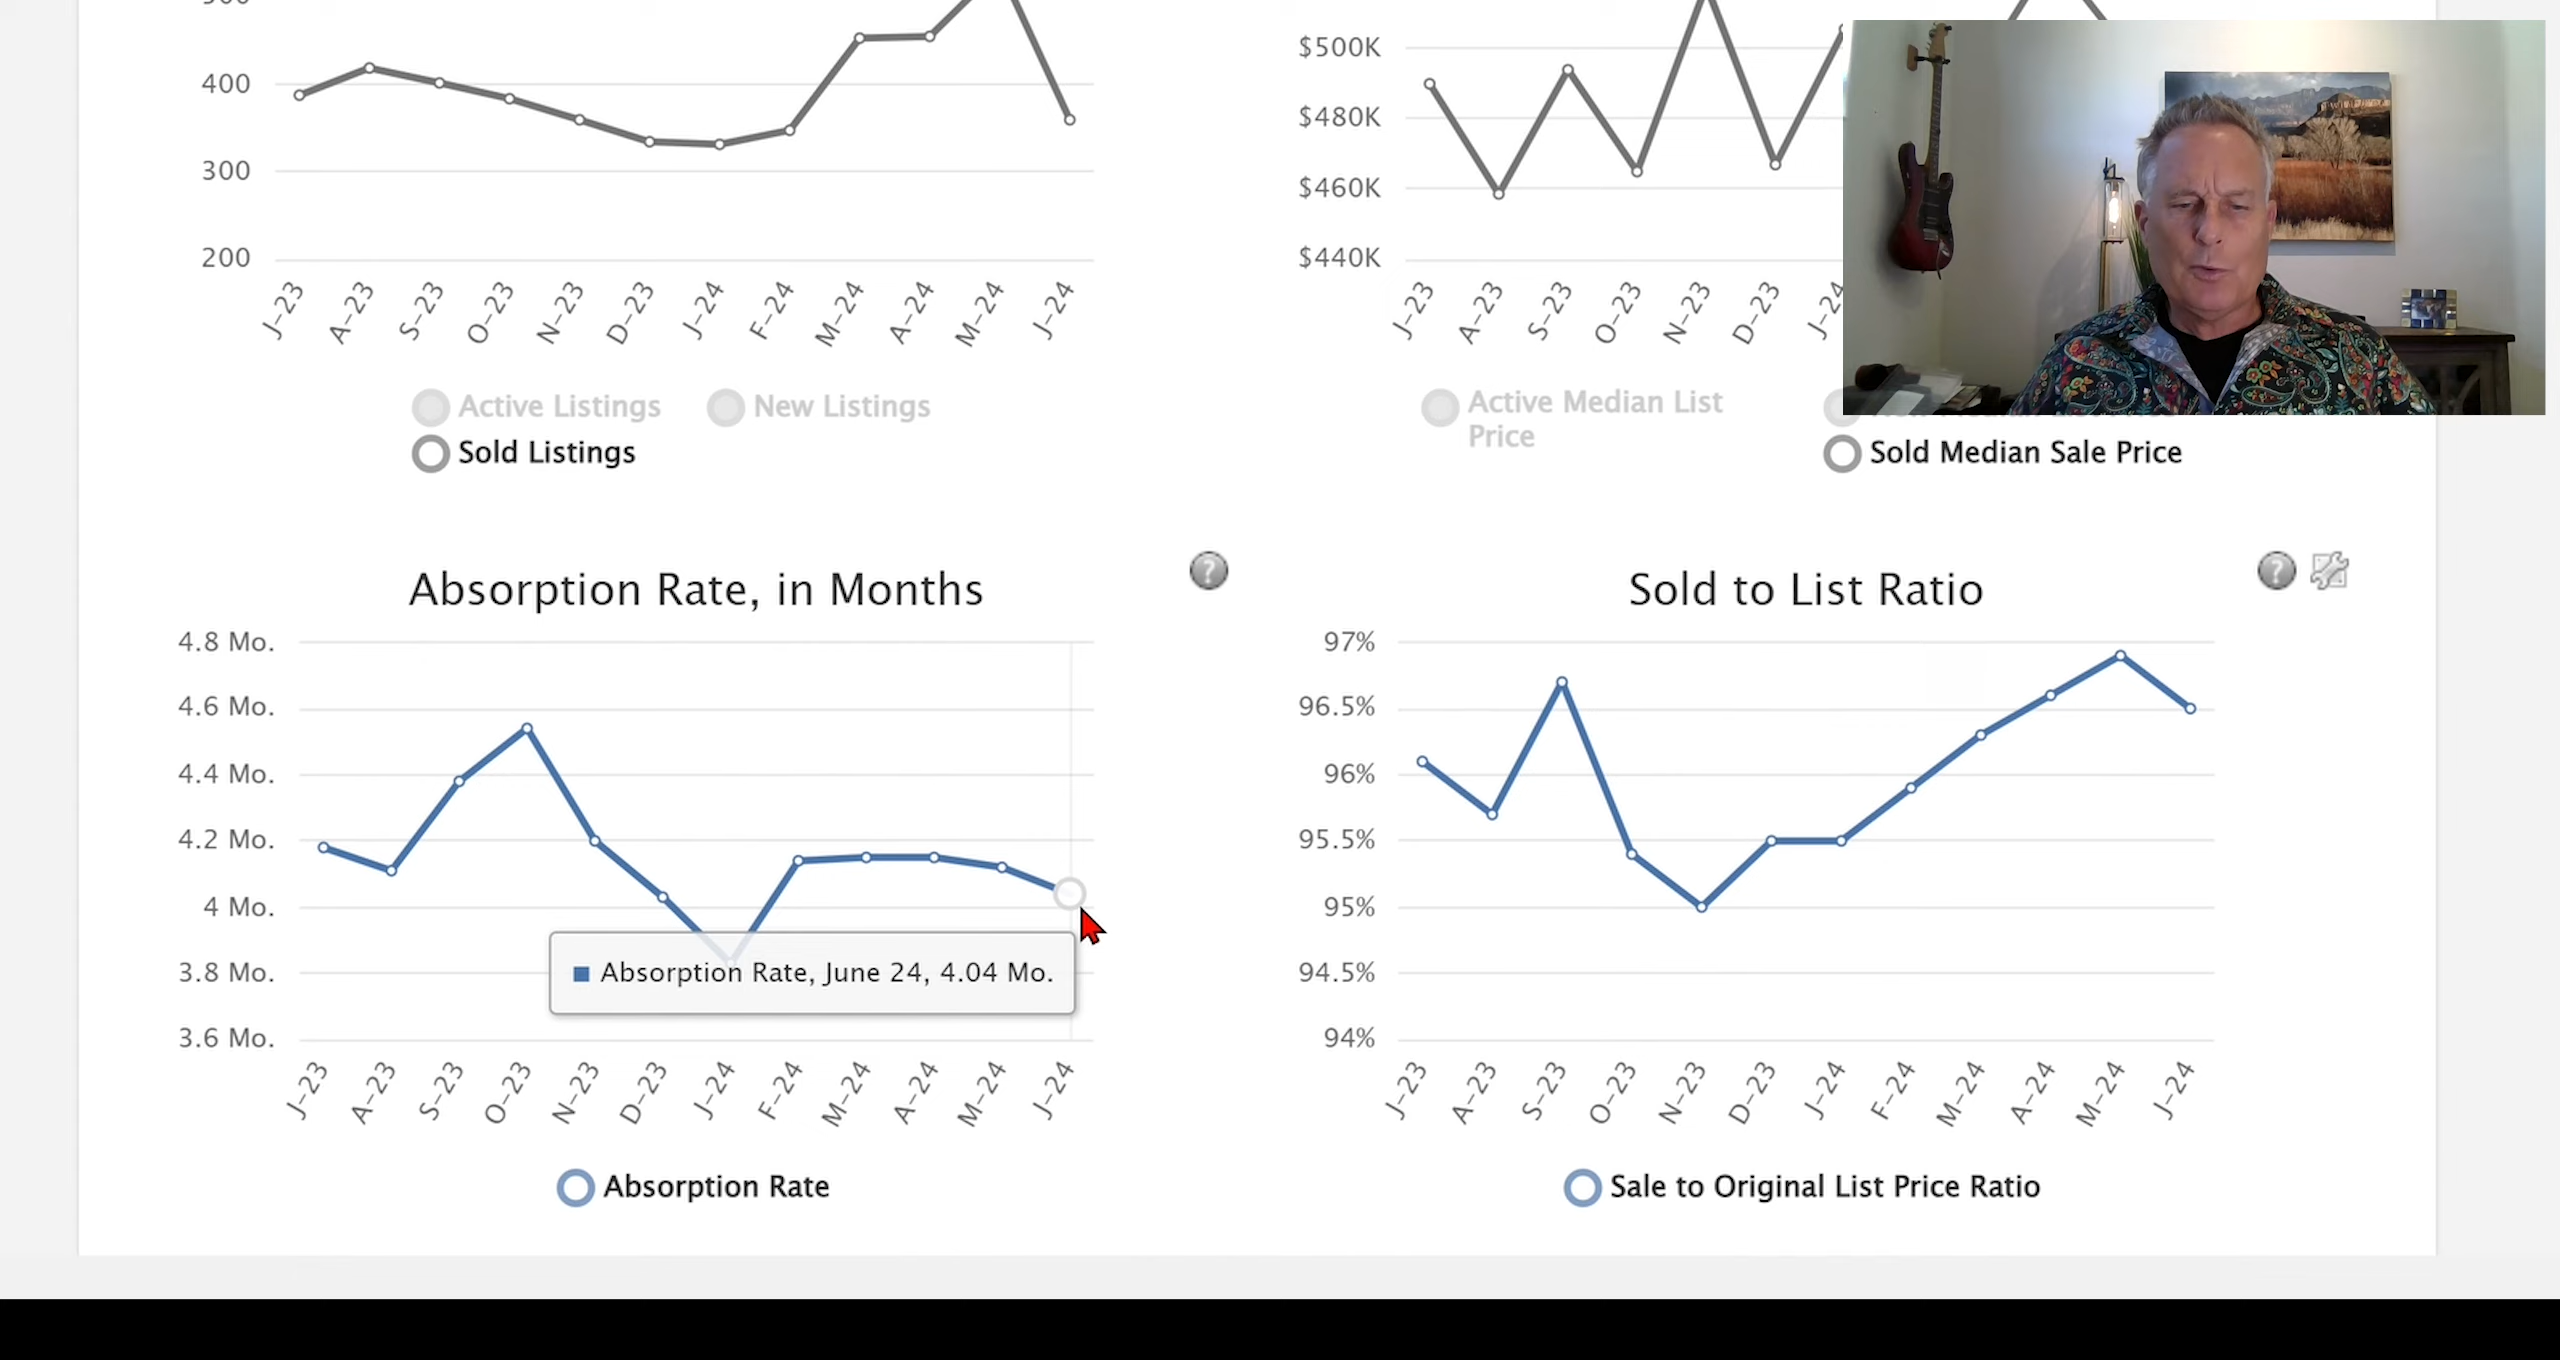 400
300
200
J-23
A-23
S-23
O-23
N-23
D-23
J-24
F-24
M-24
A-24
M-24
J-24
Active Listings
New Listings
Sold Listings
$500K
$480K
$460K
$440K
J-23
A-23
S-23
O-23
N-23
D-23
J-24
Active Median List
Price
Sold Median Sale Price
Absorption Rate, in Months
?
4.8 Mo.
4.6 Mo.
4.4 Mo.
4.2 Mo.
4 Mo.
3.8 Mo.
3.6 Mo.
Absorption Rate, June 24, 4.04 Mo.
J-23
A-23
S-23
O-23
N-23
D-23
J-24
F-24
M-24
A-24
M-24
J-24
Absorption Rate
Sold to List Ratio
?
97%
96.5%
96%
95.5%
95%
94.5%
94%
J-23
A-23
S-23
O-23
N-23
D-23
J-24
F-24
M-24
A-24
M-24
J-24
Sale to Original List Price Ratio